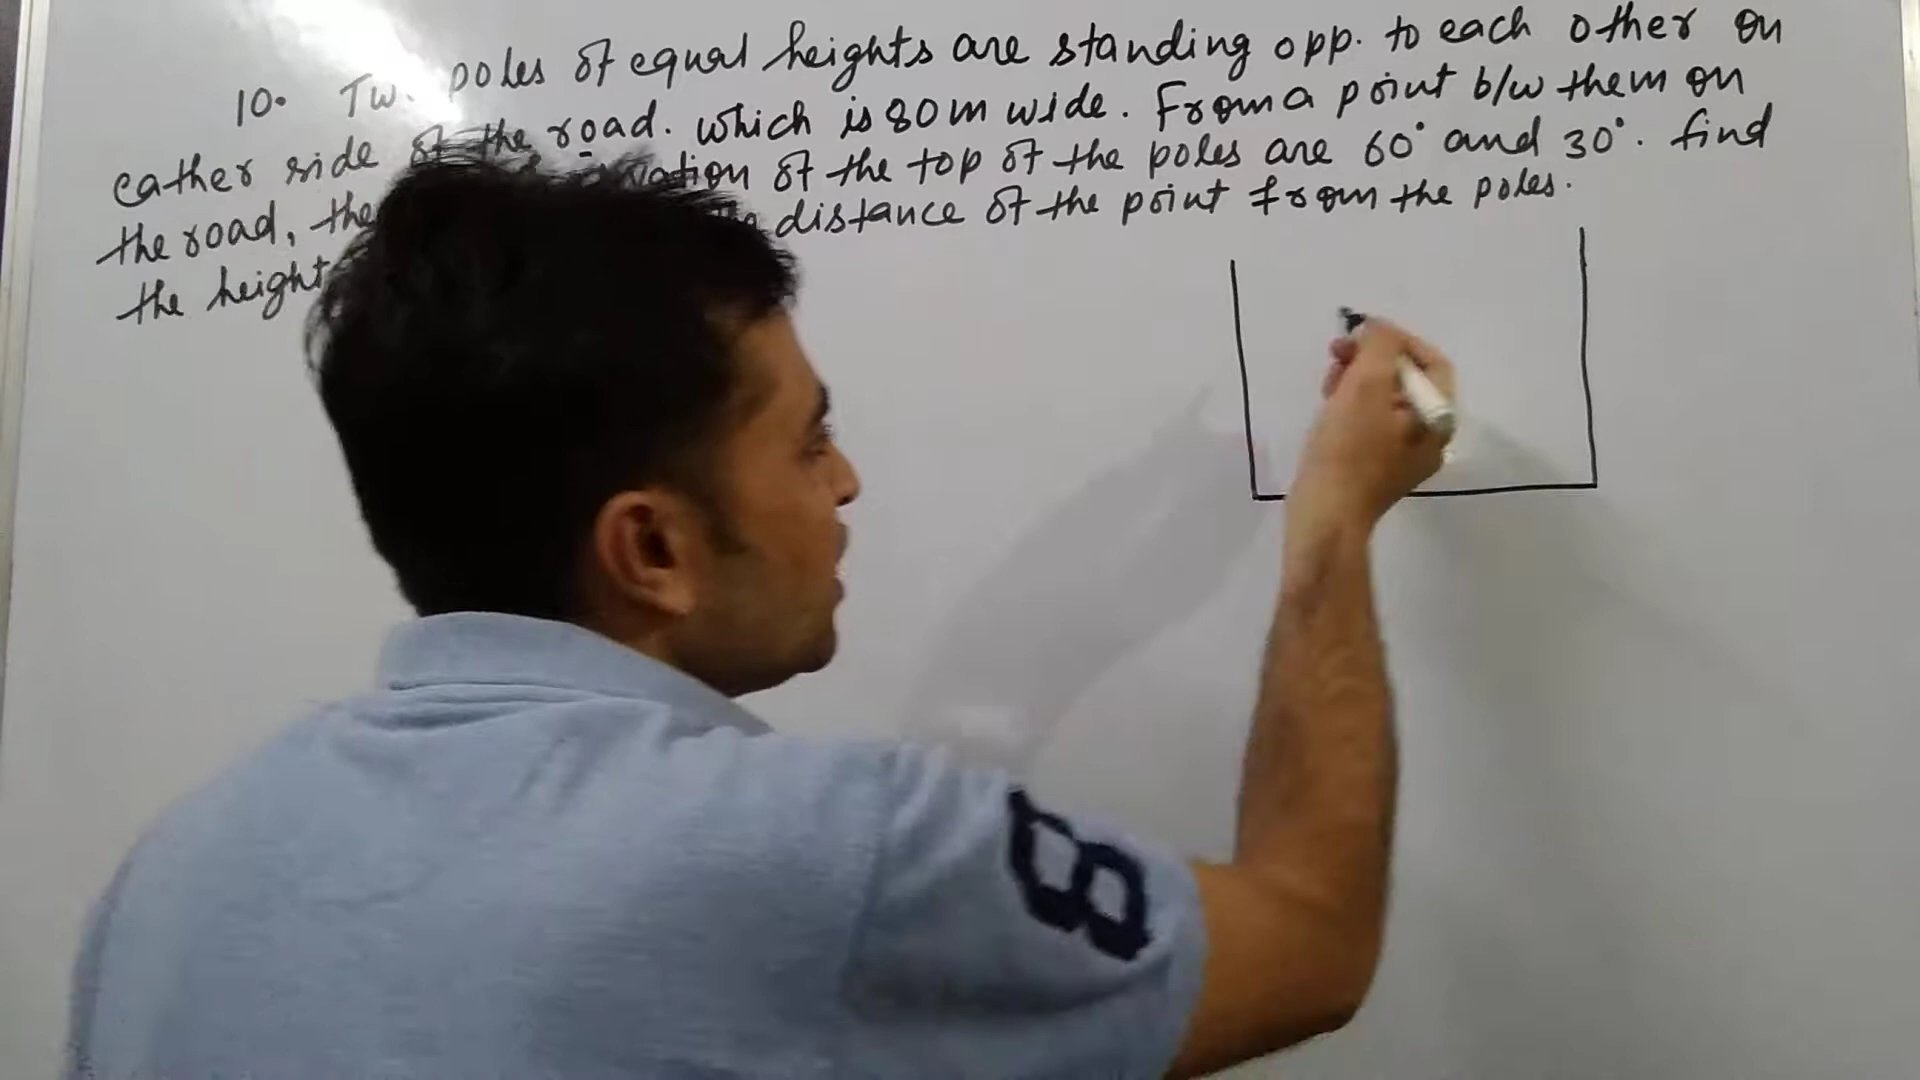 10. Tw. poles of equal heights are standing opp. to each other on
eather side of the road. which is 80m wide. From a point b/w them on
the road, the of the top of the poles are 60° and 30°. find
the height distance of the point from the poles.
8